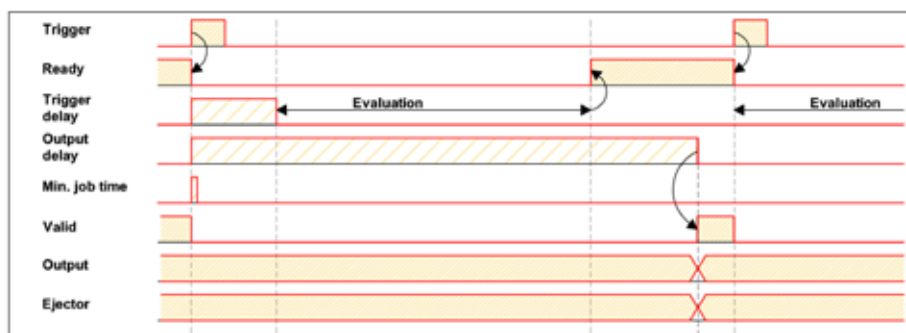 Trigger
Ready
Trigger
delay
Evaluation
Evaluation
Output
delay
Min. job time
Valid
Output
Ejector